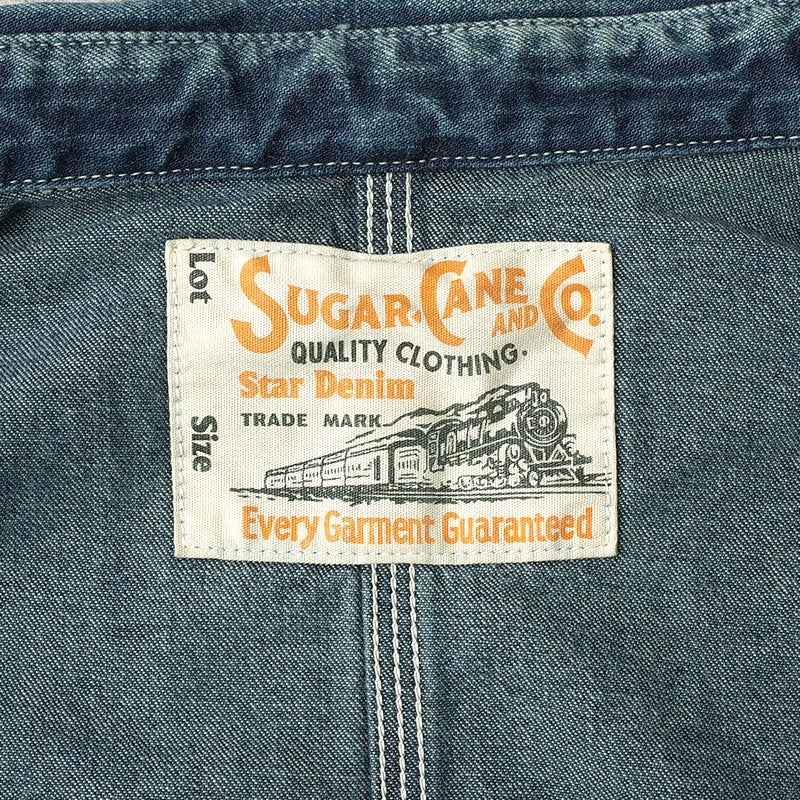 Lot
Size
SUGAR CANE AND CO.
QUALITY CLOTHING.
Star Denim
TRADE MARK
Every Garment Guaranteed